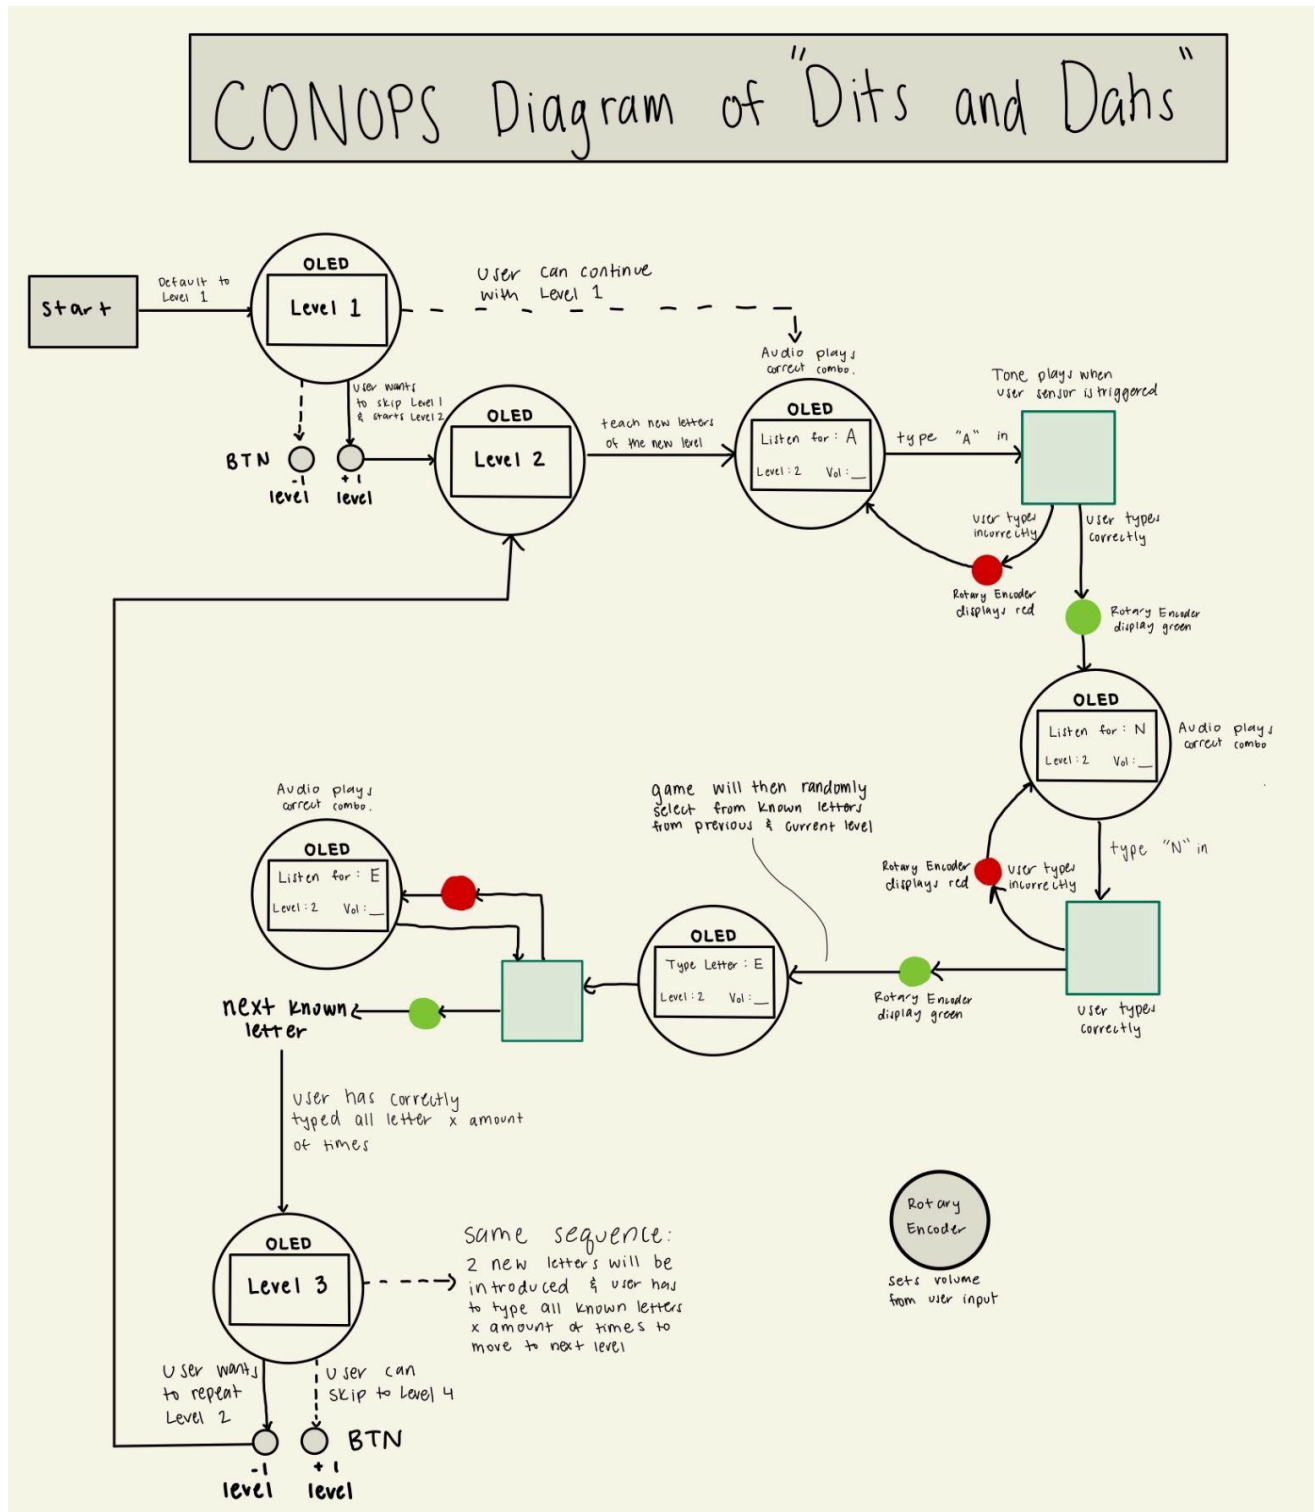 CONOPS Diagram of "Dits and Dahs"
start
Default to
Level 1
OLED
Level 1
user can continue
with Level 1
user wants
to skip Level 1
& starts Level 2
BTN
-1
level
+1
level
OLED
Level 2
teach new letters
of the new level
Audio plays
correct combo.
OLED
Listen for: A
Level:2 Vol:__
type "A" in
Tone plays when
user sensor is triggered
user types
incorrectly
user types
correctly
Rotary Encoder
displays red
Rotary Encoder
display green
OLED
Listen for: N
Level:2 Vol:__
Audio plays
correct combo
type "N" in
Rotary Encoder
displays red
user types
incorrectly
user types
correctly
Rotary Encoder
display green
game will then randomly
select from known letters
from previous & current level
OLED
Type Letter: E
Level:2 Vol:__
Audio plays
correct combo.
OLED
Listen for: E
Level:2 Vol:__
next known
letter
user has correctly
typed all letter x amount
of times
OLED
Level 3
same sequence:
2 new letters will be
introduced & user has
to type all known letters
x amount of times to
move to next level
user wants
to repeat
Level 2
user can
skip to Level 4
BTN
-1
level
+1
level
Rotary
Encoder
sets volume
from user input